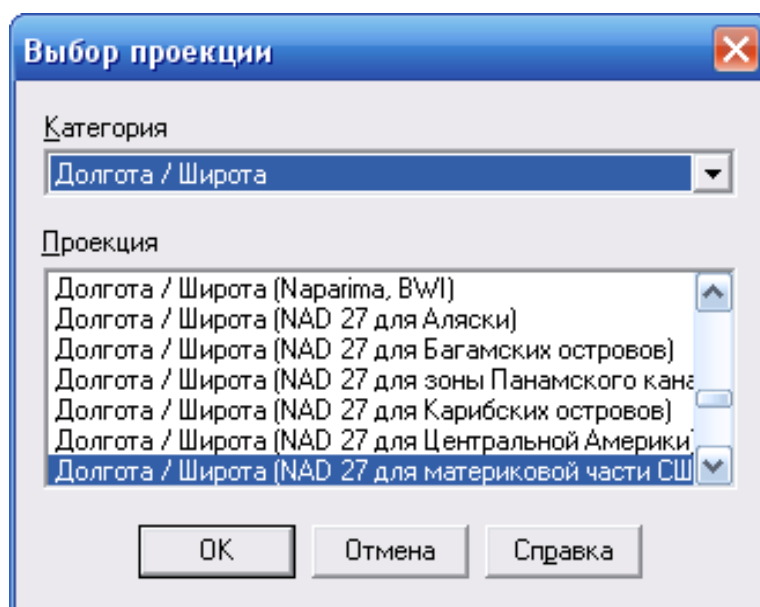 Выбор проекции
Категория
Долгота / Широта
Проекция
Долгота / Широта (Naparima, BWI)
Долгота / Широта (NAD 27 для Аляски)
Долгота / Широта (NAD 27 для Багамских островов)
Долгота / Широта (NAD 27 для зоны Панамского кана
Долгота / Широта (NAD 27 для Карибских островов)
Долгота / Широта (NAD 27 для Центральной Америки)
Долгота / Широта (NAD 27 для материковой части СШ
OK Отмена Справка